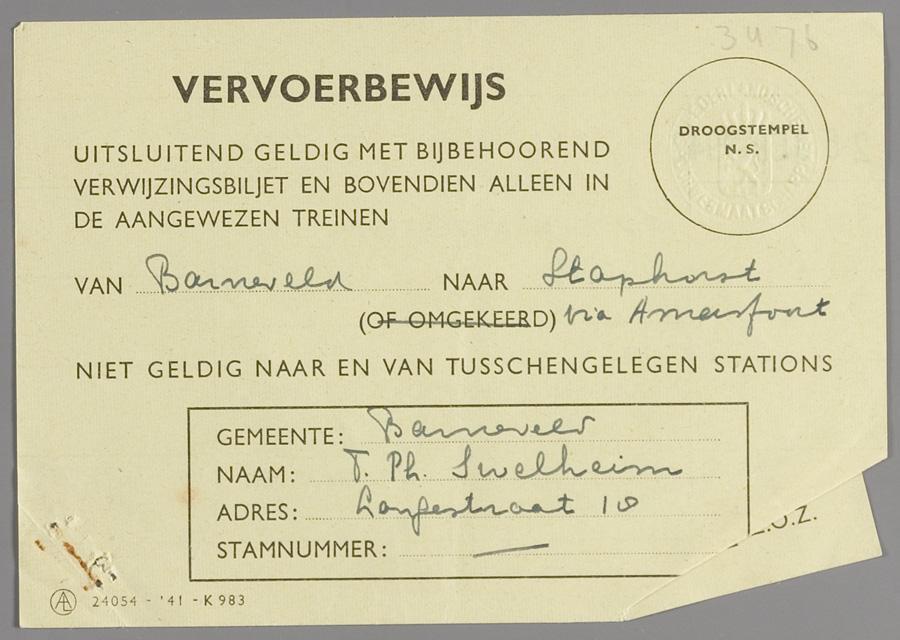 3476
VERVOERBEWIJS
DROOGSTEMPEL
N.S.
UITSLUITEND GELDIG MET BIJBEHOOREND
VERWIJZINGSBILJET EN BOVENDIEN ALLEEN IN
DE AANGEWEZEN TREINEN
VAN Barneveld NAAR Staphorst
(OF OMGEKEERD) via Amersfoort
NIET GELDIG NAAR EN VAN TUSSCHENGELEGEN STATIONS
GEMEENTE: Barneveld
NAAM: T. Ph. Swelheim
ADRES: Langestraat 10
STAMNUMMER: —
Z.O.Z.
AL 24054 - '41 - K 983